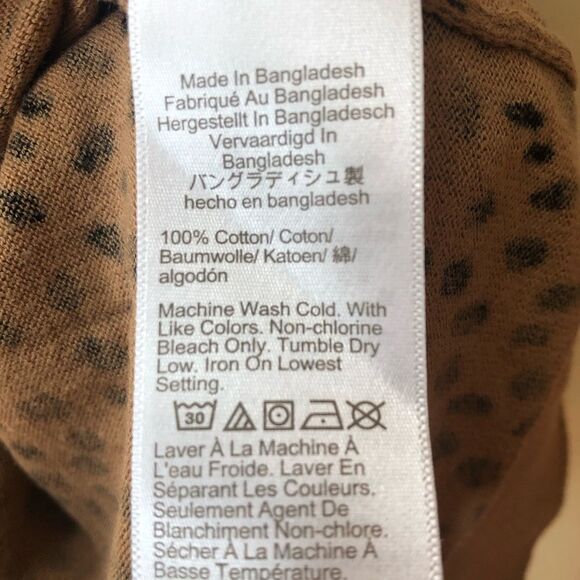 Made In Bangladesh
Fabriqué Au Bangladesh
Hergestellt In Bangladesch
Vervaardigd In
Bangladesh
バングラディシュ製
hecho en bangladesh
100% Cotton/ Coton/
Baumwolle/ Katoen/ 綿/
algodón
Machine Wash Cold. With
Like Colors. Non-chlorine
Bleach Only. Tumble Dry
Low. Iron On Lowest
Setting.
30
Laver À La Machine À
L'eau Froide. Laver En
Séparant Les Couleurs.
Seulement Agent De
Blanchiment Non-chlore.
Sécher À La Machine À
Basse Température.